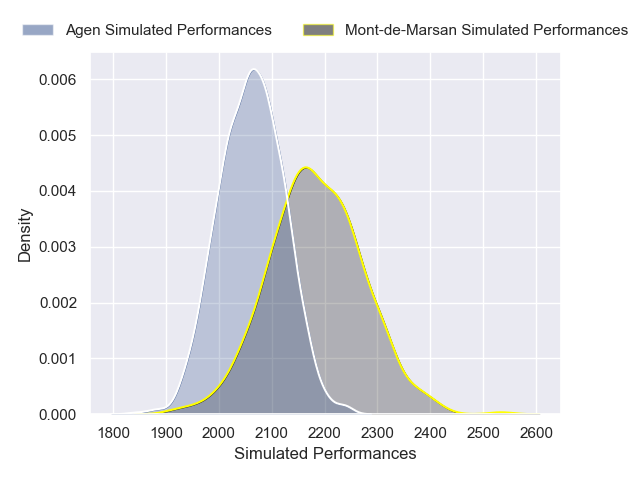 Agen Simulated Performances
Mont-de-Marsan Simulated Performances
0.006
0.005
0.004
0.003
0.002
0.001
0.000
Density
1800 1900 2000 2100 2200 2300 2400 2500 2600
Simulated Performances